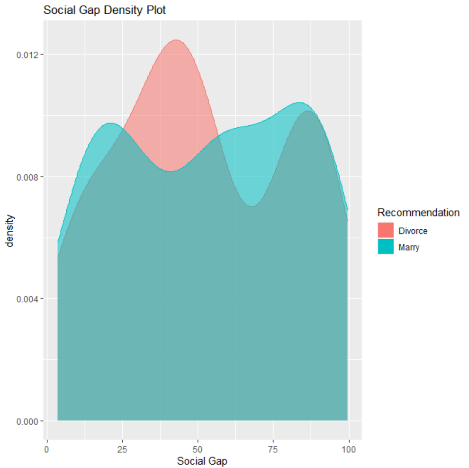 Social Gap Density Plot
0.012
0.008
0.004
0.000
density
0
25
50
75
100
Social Gap
Recommendation
Divorce
Marry